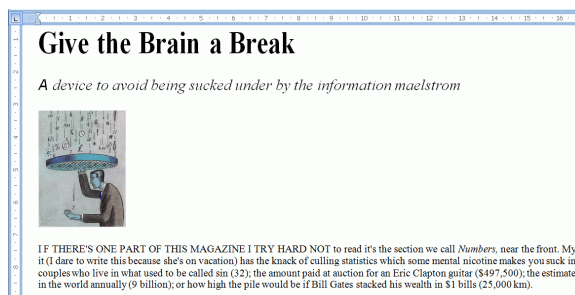 Give the Brain a Break
A device to avoid being sucked under by the information maelstrom
I F THERE'S ONE PART OF THIS MAGAZINE I TRY HARD NOT to read it's the section we call Numbers, near the front. My
it (I dare to write this because she's on vacation) has the knack of culling statistics which some mental nicotine makes you suck in
couples who live in what used to be called sin (32); the amount paid at auction for an Eric Clapton guitar ($497,500); the estimate
in the world annually (9 billion); or how high the pile would be if Bill Gates stacked his wealth in $1 bills (25,000 km).